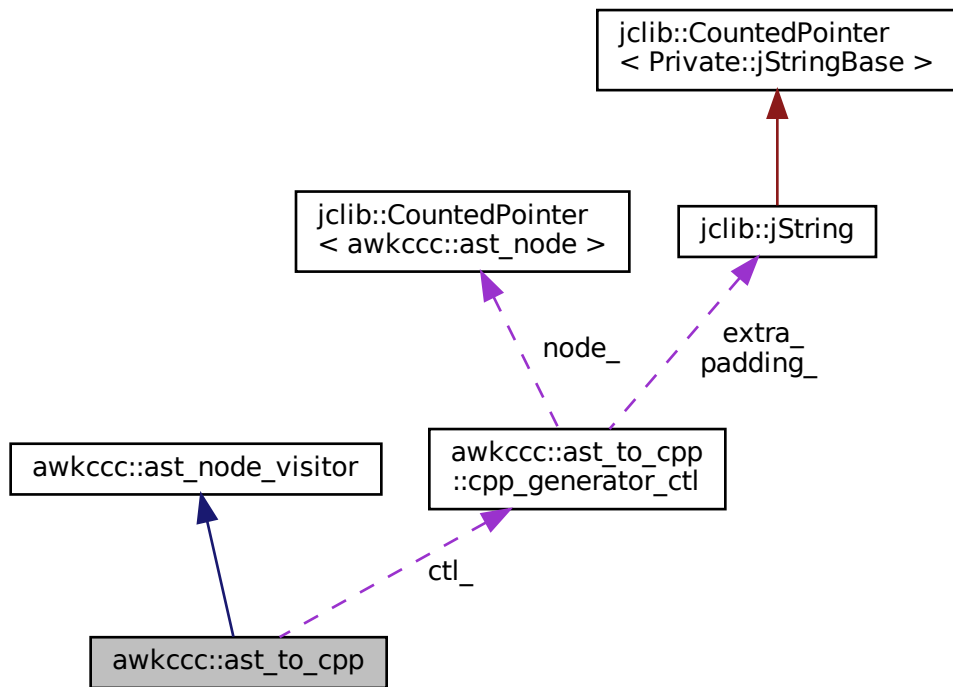 jclib::CountedPointer
< Private::jStringBase >
jclib::CountedPointer
< awkccc::ast_node >
jclib::jString
node_
extra_
padding_
awkccc::ast_node_visitor
awkccc::ast_to_cpp
::cpp_generator_ctl
ctl_
awkccc::ast_to_cpp